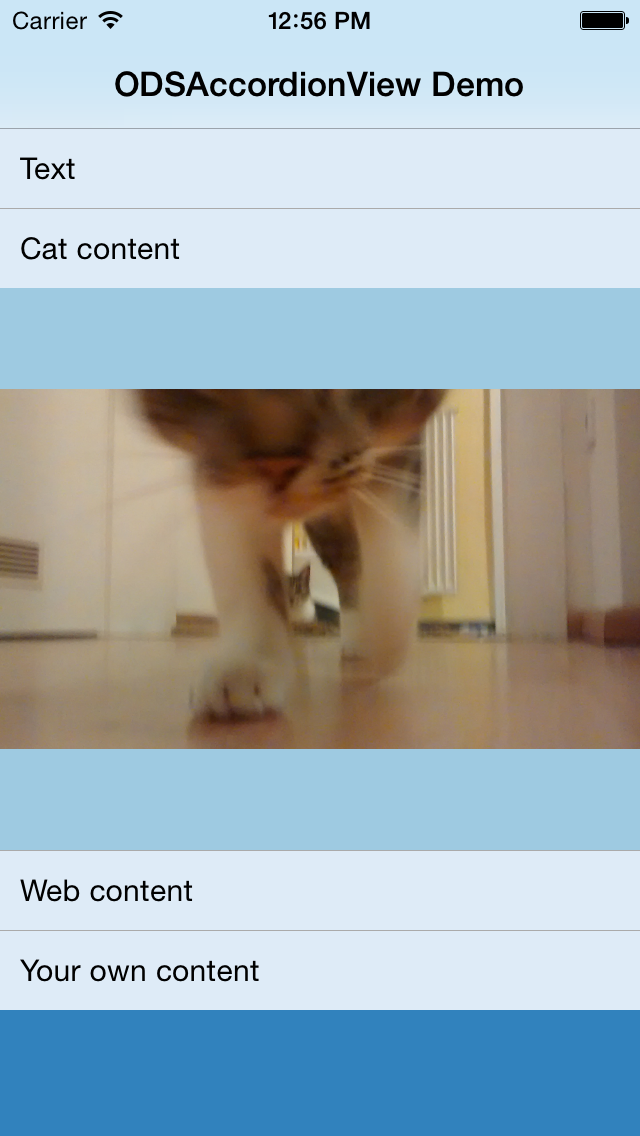 Carrier 12:56 PM
ODSAccordionView Demo
Text
Cat content
Web content
Your own content